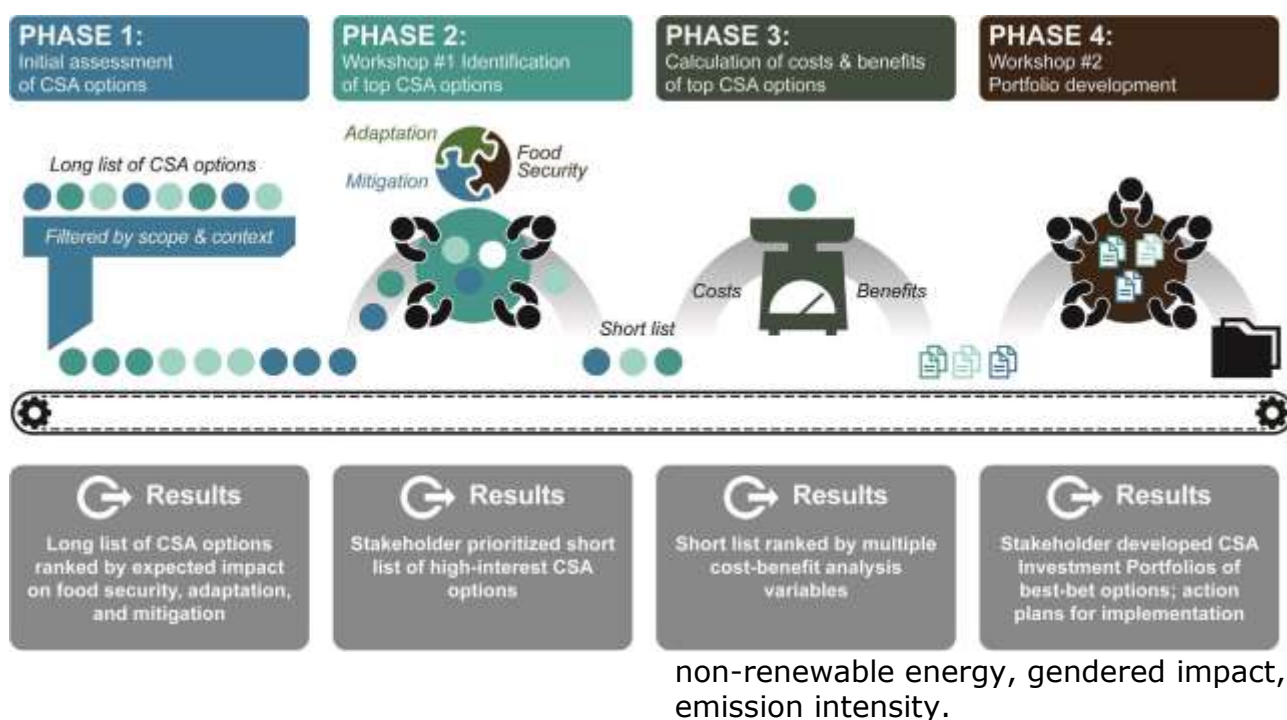 PHASE 1:
Initial assessment
of CSA options
PHASE 2:
Workshop #1 Identification
of top CSA options
PHASE 3:
Calculation of costs & benefits
of top CSA options
PHASE 4:
Workshop #2
Portfolio development
Long list of CSA options
Filtered by scope & context
Adaptation
Mitigation
Food
Security
Short list
Costs
Benefits
Results
Long list of CSA options
ranked by expected impact
on food security, adaptation,
and mitigation
Results
Stakeholder prioritized short
list of high-interest CSA
options
Results
Short list ranked by multiple
cost-benefit analysis
variables
Results
Stakeholder developed CSA
Investment Portfolios of
best-bet options; action
plans for implementation
non-renewable energy, gendered impact,
emission intensity.